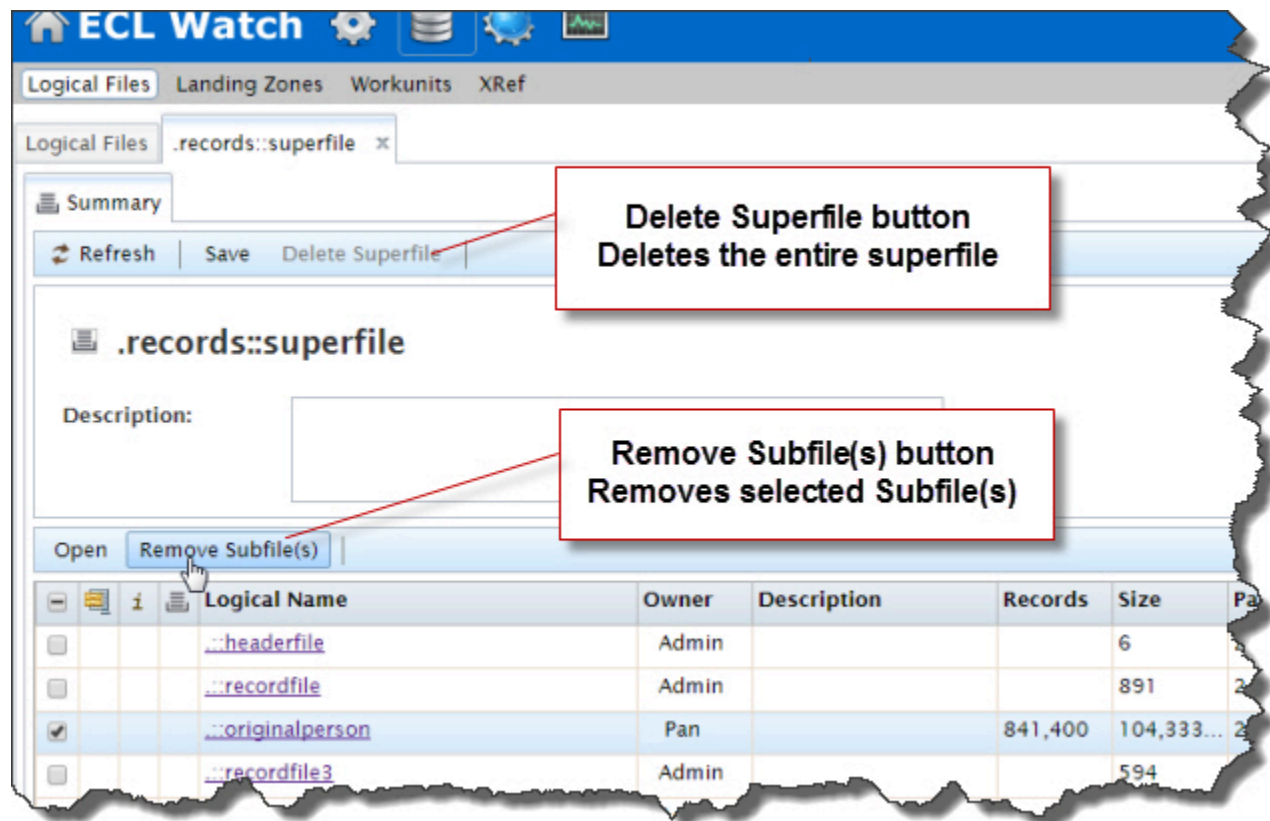 ECL Watch
Logical Files Landing Zones Workunits XRef
Logical Files .records::superfile x
Summary
Refresh Save Delete Superfile
Delete Superfile button
Deletes the entire superfile
.records::superfile
Description:
Remove Subfile(s) button
Removes selected Subfile(s)
Open Remove Subfile(s)
i Logical Name Owner Description Records Size
.::headerfile Admin 6
.::recordfile Admin 891
.::originalperson Pan 841,400 104,333...
.::recordfile3 Admin 594